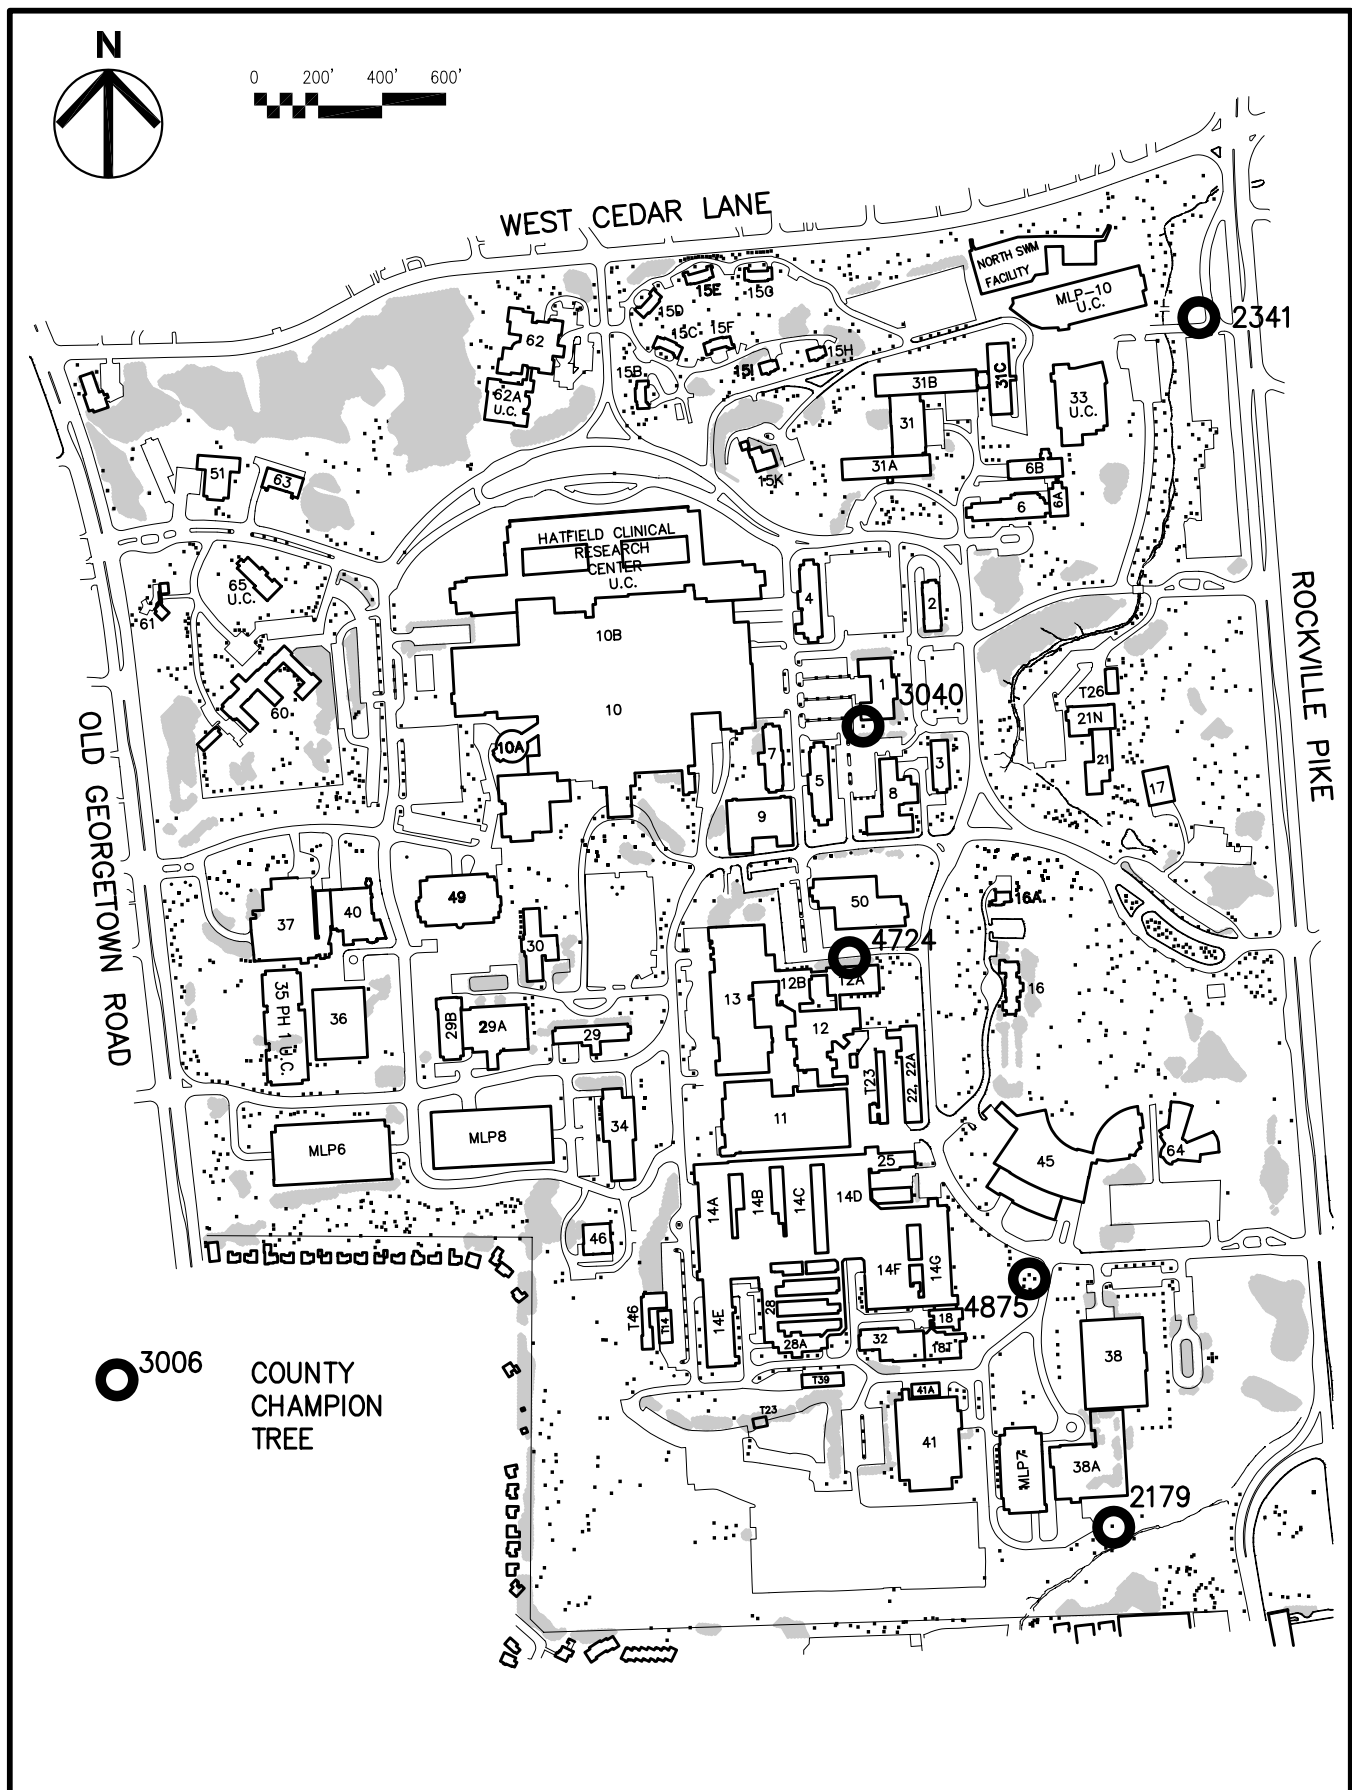 N
0 200' 400' 600'
WEST CEDAR LANE
NORTH SWM
FACILITY
MLP-10
U.C.
2341
15E
15G
15D
15C
15F
15H
15I
15B
62
62A
U.C.
31B
31C
33
U.C.
31
31A
6B
6A
6
15K
51
63
HATFIELD CLINICAL
RESEARCH
CENTER
U.C.
65
U.C.
61
4
2
10B
10
10A
60
1
3040
T26
21N
21
17
7
5
8
3
9
ROCKVILLE PIKE
OLD GEORGETOWN ROAD
49
50
16A
37
40
30
4724
13
12B
12A
12
16
35 PH 1 U.C.
36
29B
29A
29
T23
22, 22A
11
34
MLP6
MLP8
25
45
64
14A
14B
14C
14D
46
14F
14G
4875
T46
T14
14E
28
28A
32
18
18T
38
T39
41A
T23
41
MLP7
38A
2179
3006
COUNTY
CHAMPION
TREE